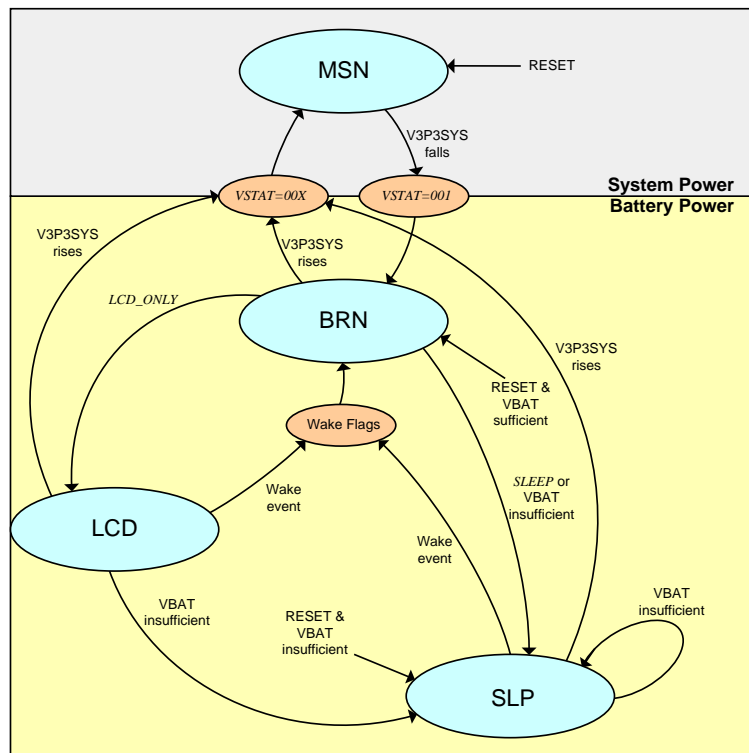 MSN
RESET
V3P3SYS
falls
VSTAT=00X
VSTAT=001
System Power
Battery Power
V3P3SYS
rises
V3P3SYS
rises
LCD_ONLY
BRN
V3P3SYS
rises
RESET &
VBAT
sufficient
Wake Flags
SLEEP or
VBAT
insufficient
Wake
event
LCD
Wake
event
VBAT
insufficient
RESET &
VBAT
insufficient
VBAT
insufficient
SLP